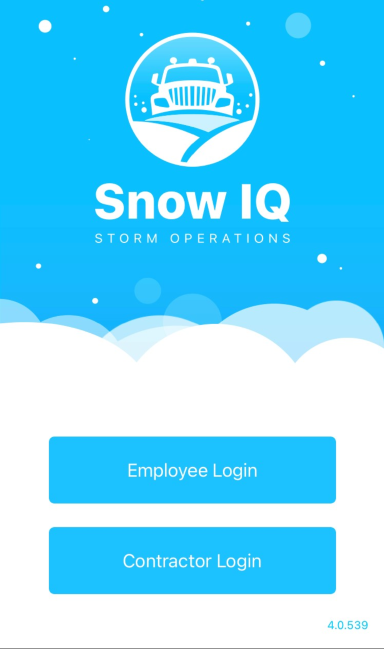 Snow IQ
STORM OPERATIONS
Employee Login
Contractor Login
4.0.539